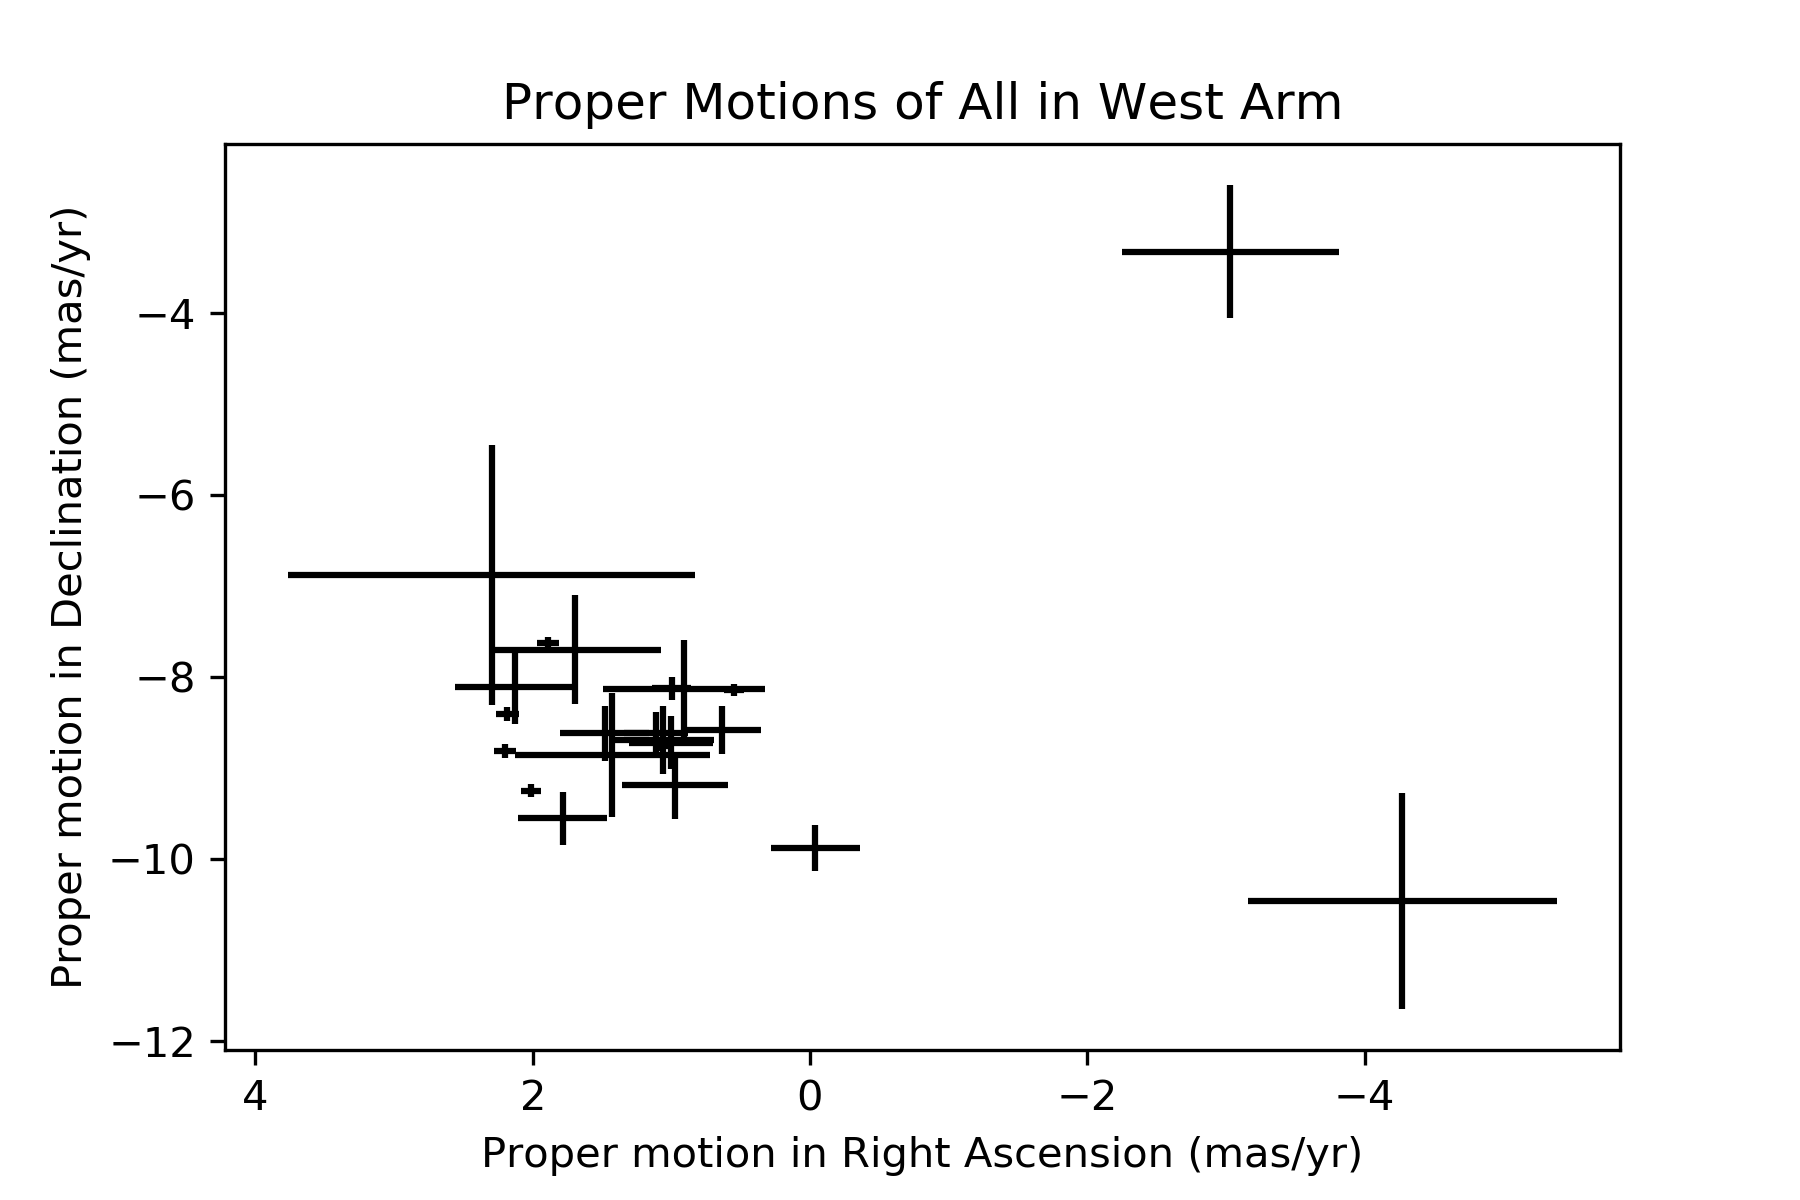 Proper Motions of All in West Arm
Proper motion in Declination (mas/yr)
−4
−6
−8
−10
−12
4 2 0 −2 −4
Proper motion in Right Ascension (mas/yr)